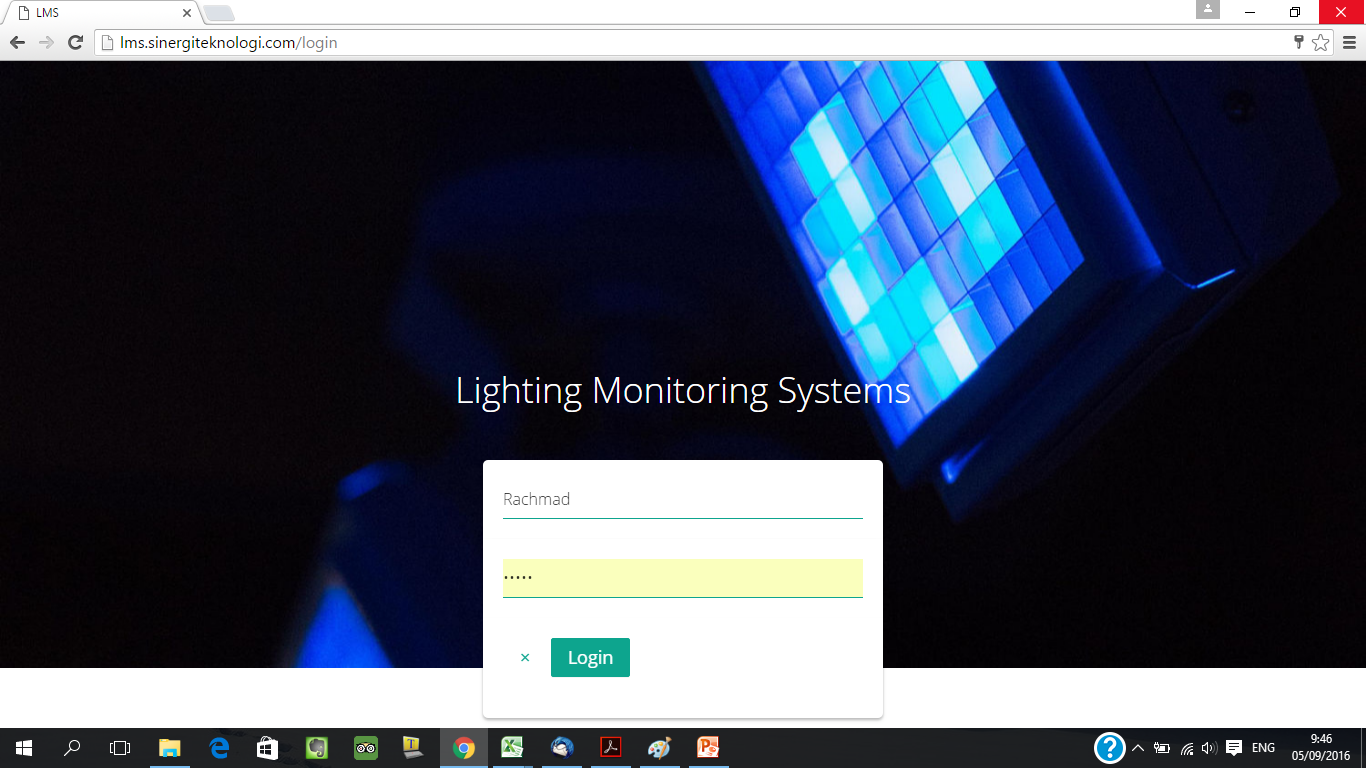 LMS
lms.sinergiteknologi.com/login
Lighting Monitoring Systems
Rachmad
•••••
× Login
ENG
9:46
05/09/2016